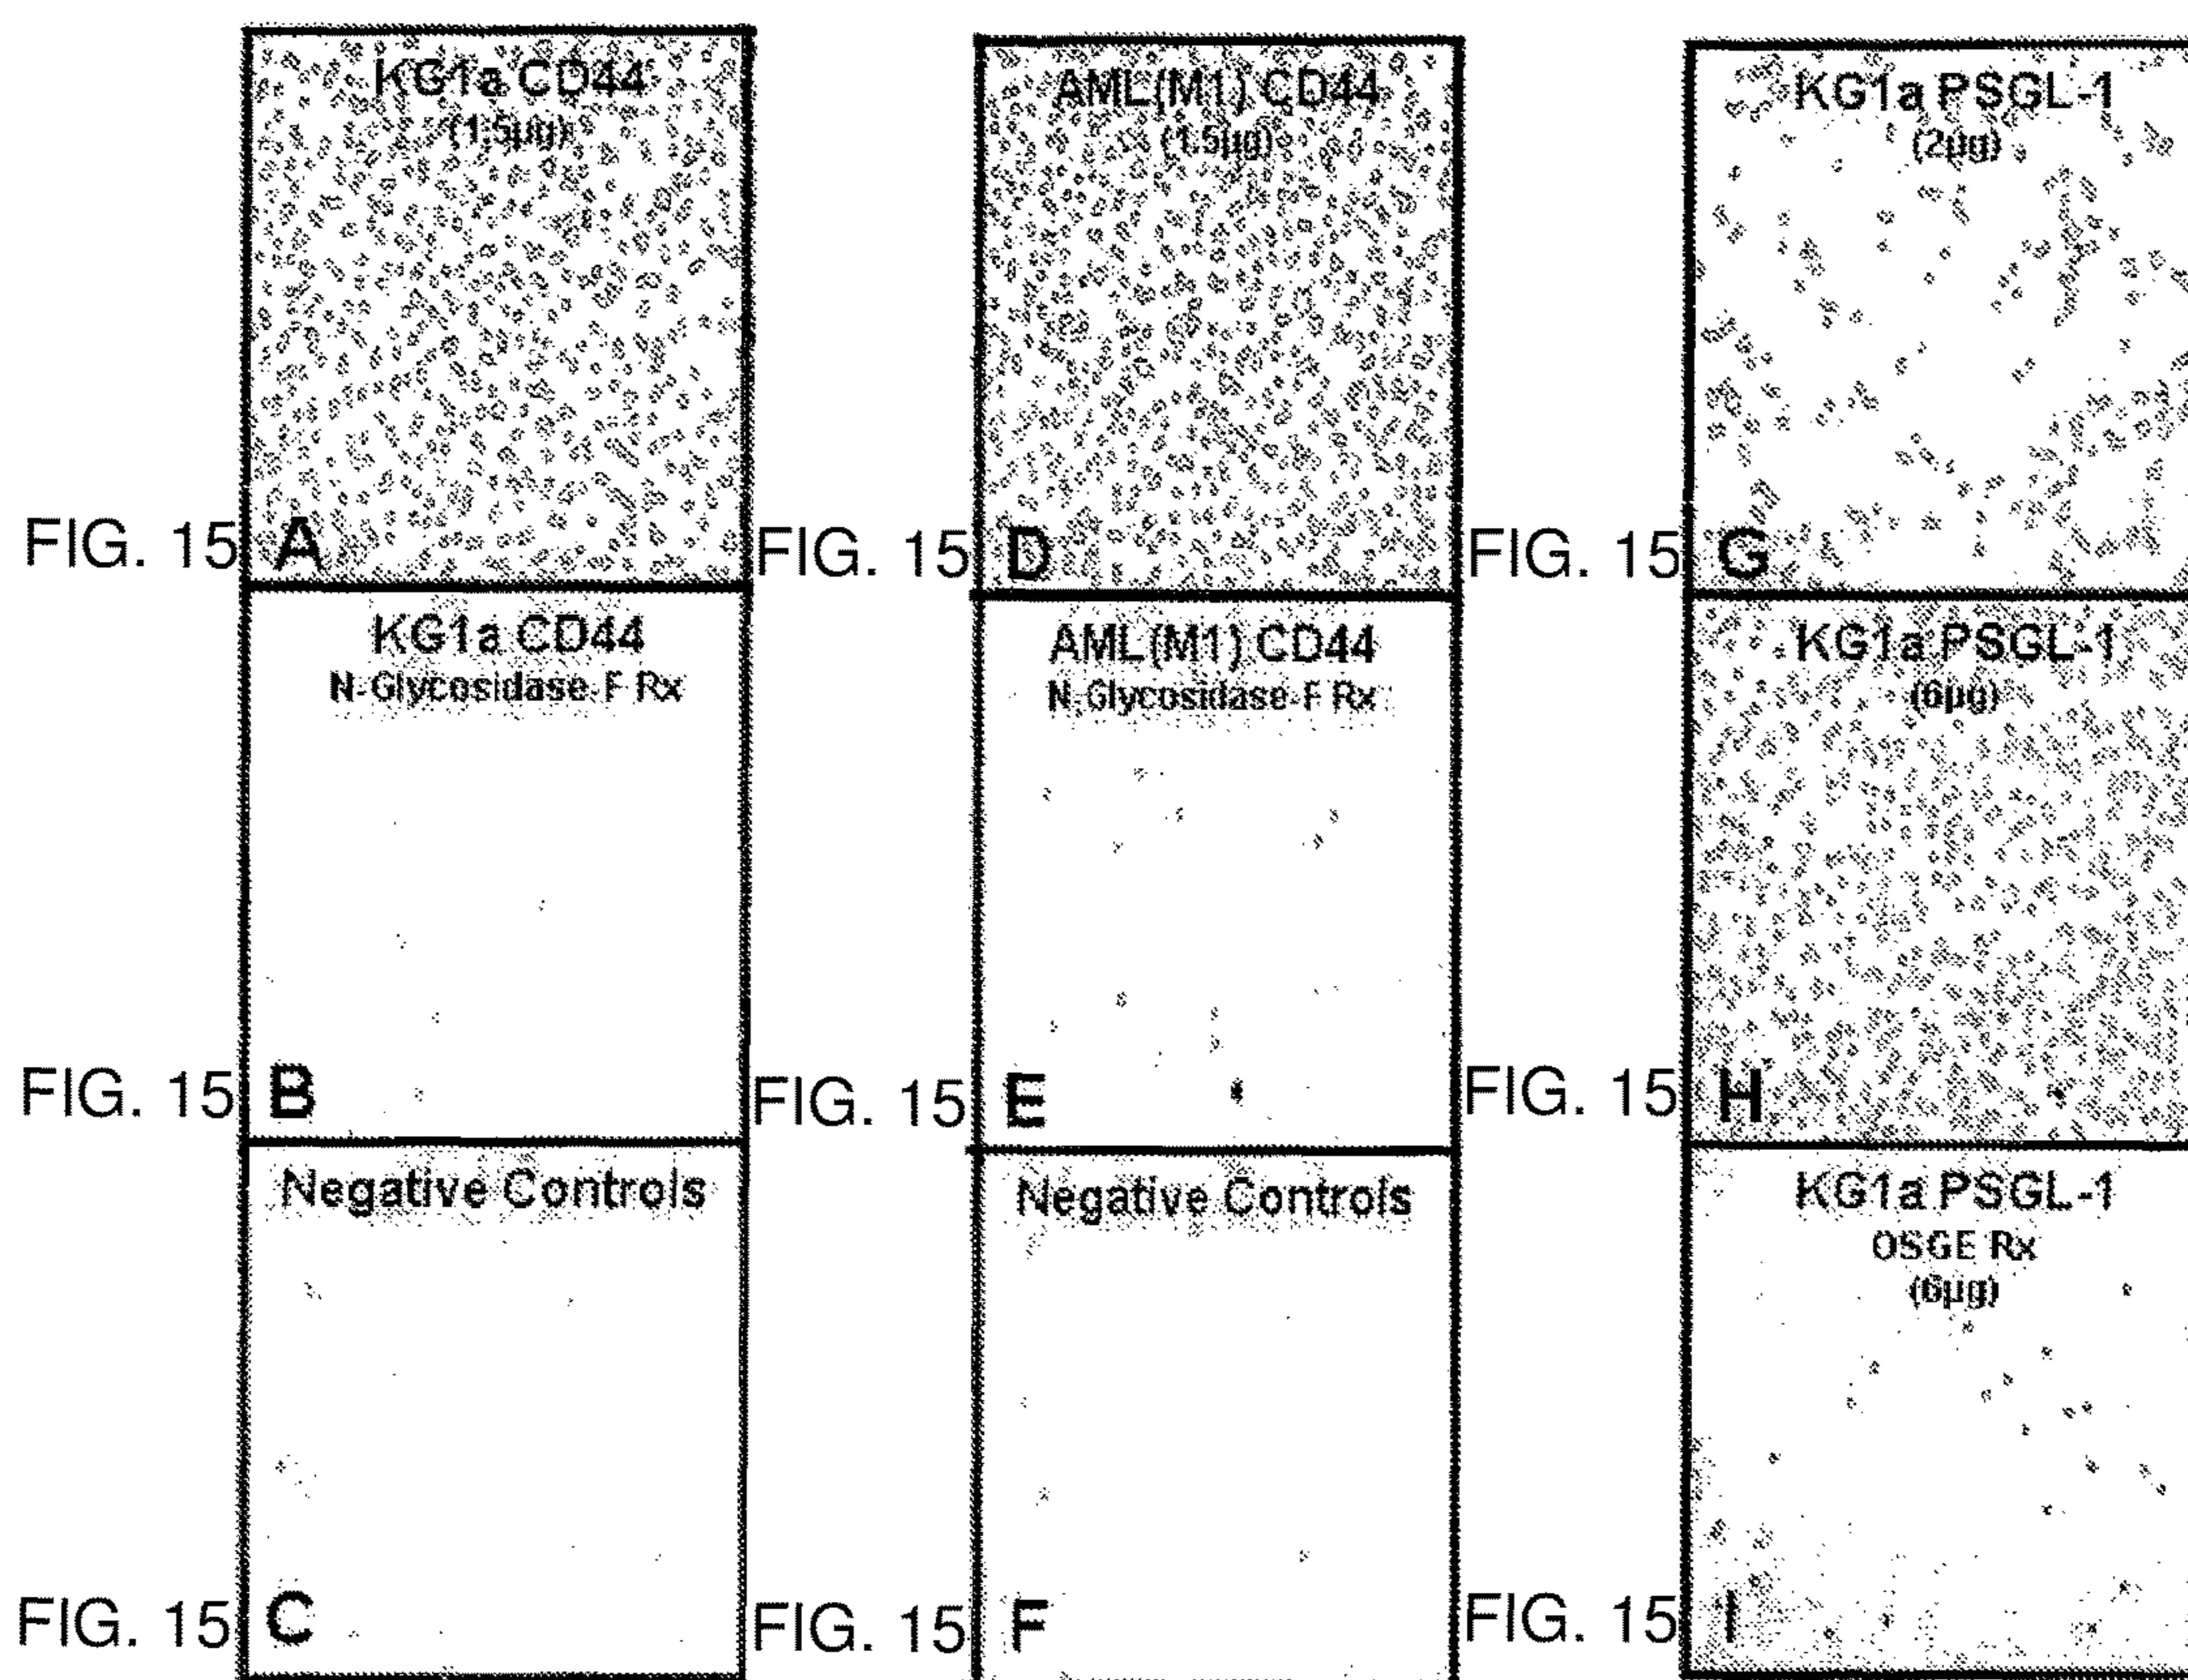 KG1a CD44
(1.5µg)
FIG. 15 A
KG1a CD44
N-Glycosidase-F Rx
FIG. 15 B
Negative Controls
FIG. 15 C
AML(M1) CD44
(1.5µg)
FIG. 15 D
AML(M1) CD44
N-Glycosidase-F Rx
FIG. 15 E
Negative Controls
FIG. 15 F
KG1a PSGL-1
(2µg)
FIG. 15 G
KG1a PSGL-1
(6µg)
FIG. 15 H
KG1a PSGL-1
OSGE Rx
(6µg)
FIG. 15 I